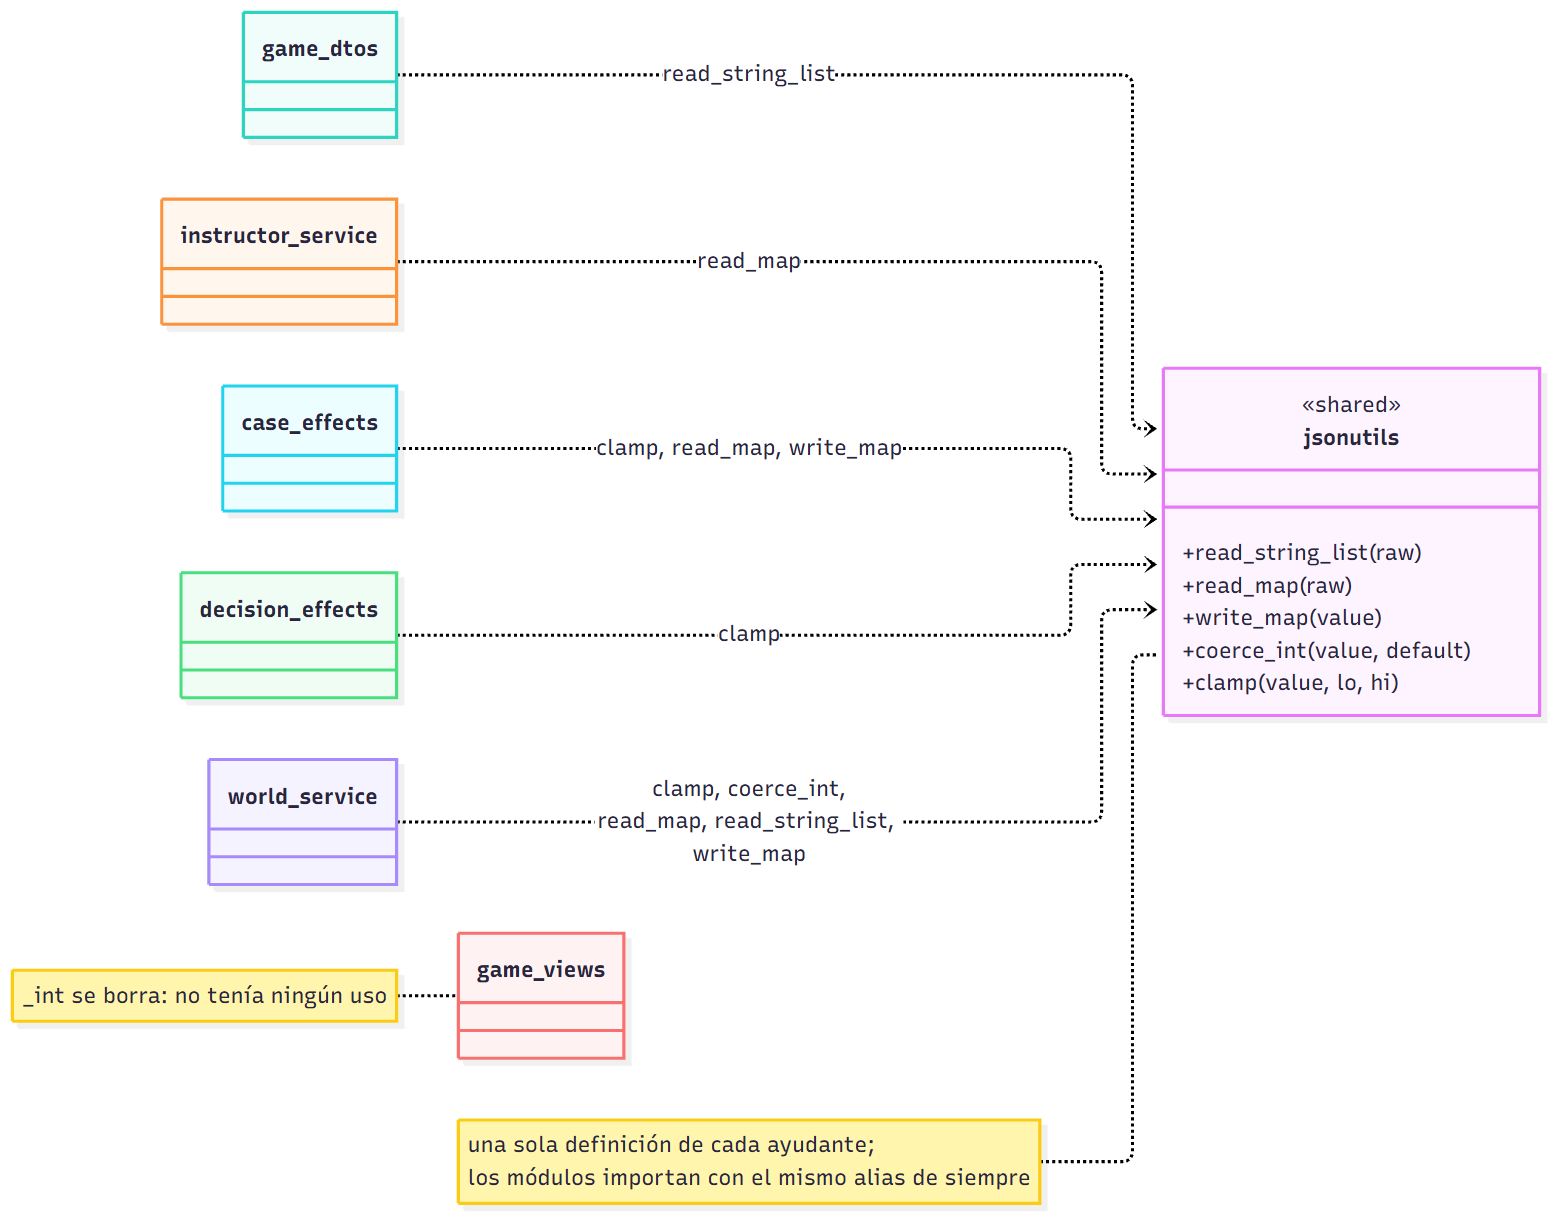 game_dtos
read_string_list
instructor_service
read_map
case_effects
clamp, read_map, write_map
decision_effects
clamp
world_service
clamp, coerce_int,
read_map, read_string_list,
write_map
«shared»
jsonutils
+read_string_list(raw)
+read_map(raw)
+write_map(value)
+coerce_int(value, default)
+clamp(value, lo, hi)
_int se borra: no tenía ningún uso
game_views
una sola definición de cada ayudante;
los módulos importan con el mismo alias de siempre